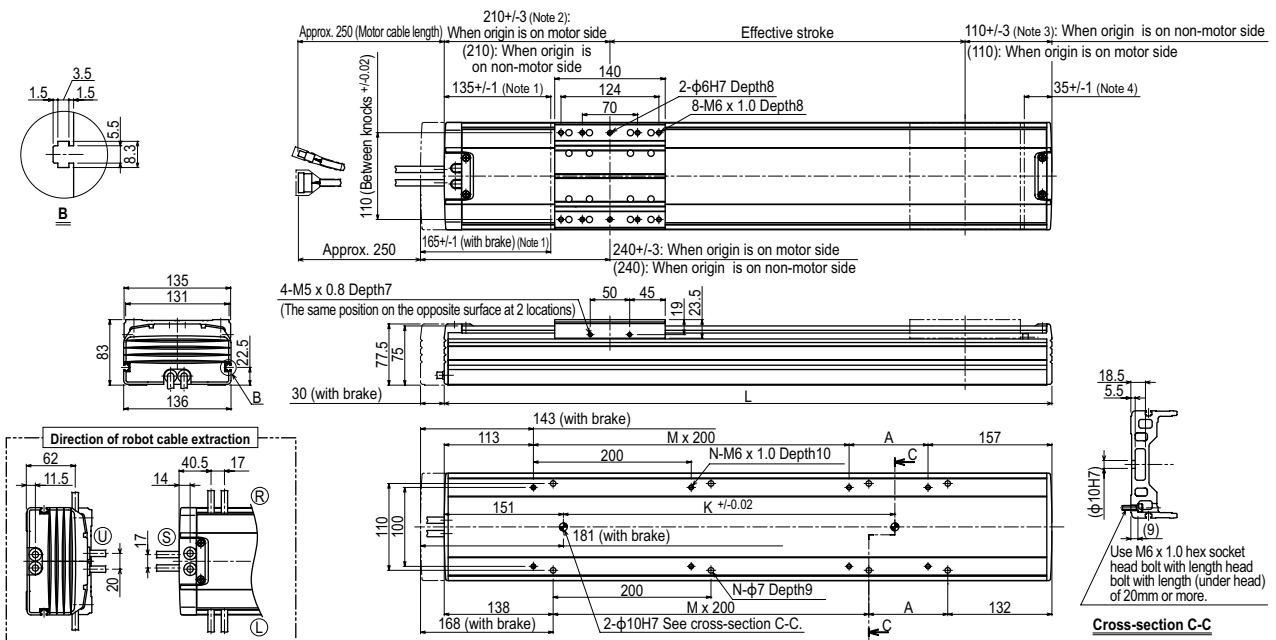 210+/-3 (Note 2):
Approx. 250 (Motor cable length)
When origin is on motor side
(210): When origin is
on non-motor side
Effective stroke
110+/-3 (Note 3): When origin is on non-motor side
(110): When origin is on motor side
140
135+/-1 (Note 1)
124
70
2-φ6H7 Depth8
8-M6 x 1.0 Depth8
35+/-1 (Note 4)
3.5
1.5
1.5
5.5
8.3
B
110 (Between knocks +/-0.02)
165+/-1 (with brake) (Note 1)
Approx. 250
240+/-3: When origin is on motor side
(240): When origin is on non-motor side
135
131
83
22.5
136
B
4-M5 x 0.8 Depth7
(The same position on the opposite surface at 2 locations)
50
45
19
23.5
77.5
75
30 (with brake)
L
18.5
5.5
(φ10H7)
(9)
Use M6 x 1.0 hex socket
head bolt with length head
bolt with length (under head)
of 20mm or more.
Cross-section C-C
Direction of robot cable extraction
62
11.5
40.5
17
14
R
U
S
17
20
L
143 (with brake)
113
M x 200
A
157
200
N-M6 x 1.0 Depth10
C
151
K +/-0.02
110
100
181 (with brake)
200
N-φ7 Depth9
138
M x 200
A
132
168 (with brake)
2-φ10H7 See cross-section C-C.
C